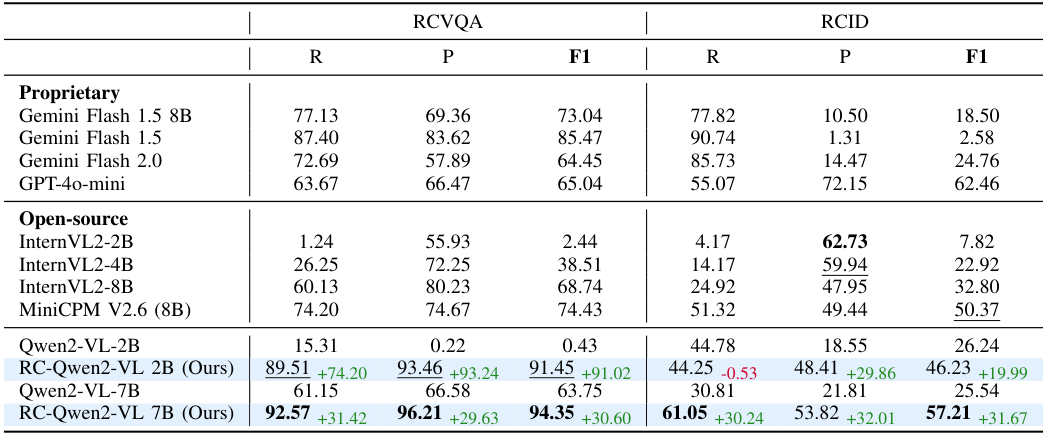 RCVQA RCID
R P F1 R P F1
Proprietary
Gemini Flash 1.5 8B 77.13 69.36 73.04 77.82 10.50 18.50
Gemini Flash 1.5 87.40 83.62 85.47 90.74 1.31 2.58
Gemini Flash 2.0 72.69 57.89 64.45 85.73 14.47 24.76
GPT-4o-mini 63.67 66.47 65.04 55.07 72.15 62.46
Open-source
InternVL2-2B 1.24 55.93 2.44 4.17 62.73 7.82
InternVL2-4B 26.25 72.25 38.51 14.17 59.94 22.92
InternVL2-8B 60.13 80.23 68.74 24.92 47.95 32.80
MiniCPM V2.6 (8B) 74.20 74.67 74.43 51.32 49.44 50.37
Qwen2-VL-2B 15.31 0.22 0.43 44.78 18.55 26.24
RC-Qwen2-VL 2B (Ours) 89.51 +74.20 93.46 +93.24 91.45 +91.02 44.25 -0.53 48.41 +29.86 46.23 +19.99
Qwen2-VL-7B 61.15 66.58 63.75 30.81 21.81 25.54
RC-Qwen2-VL 7B (Ours) 92.57 +31.42 96.21 +29.63 94.35 +30.60 61.05 +30.24 53.82 +32.01 57.21 +31.67